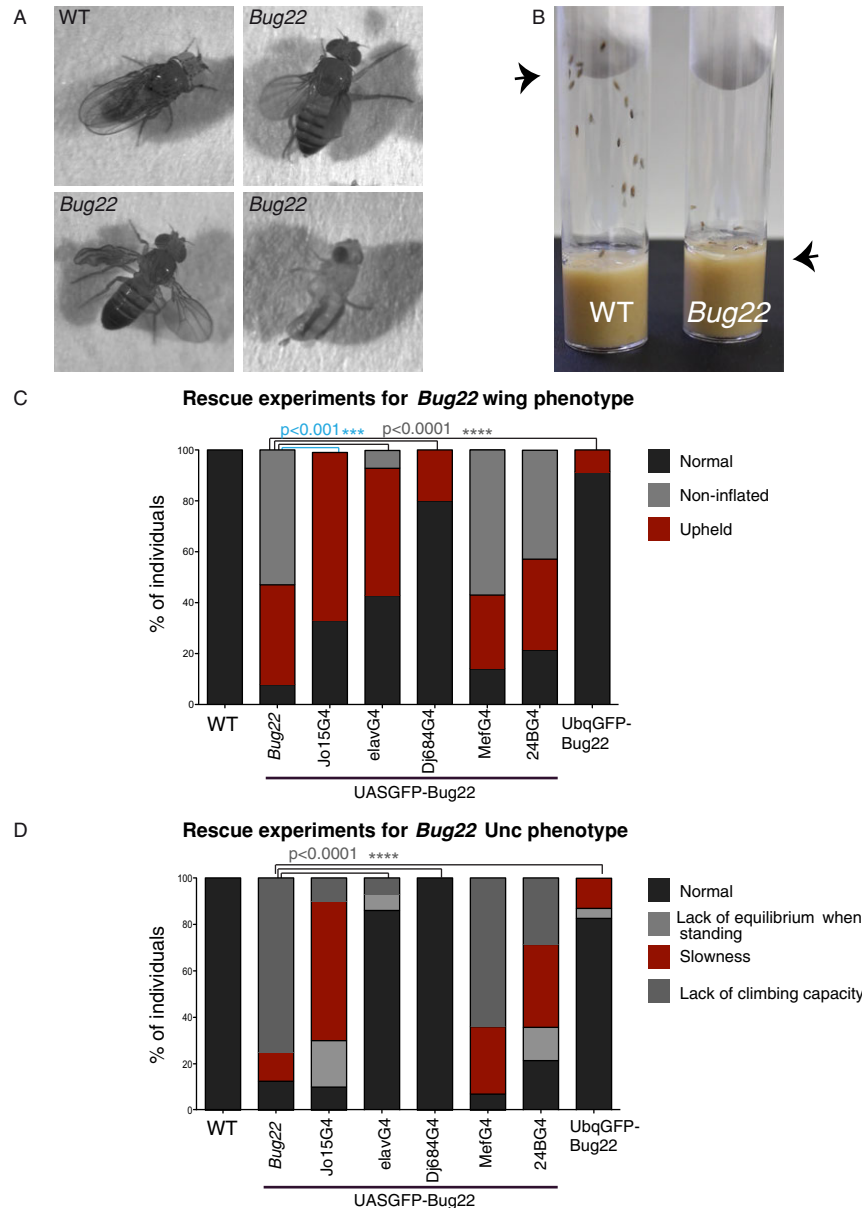 A
WT
Bug22
Bug22
Bug22
B
WT
Bug22
C
Rescue experiments for Bug22 wing phenotype
p<0.001 ***
p<0.0001 ****
100
80
60
40
20
0
% of individuals
Normal
Non-inflated
Upheld
WT
Bug22
Jo15G4
elavG4
Dj684G4
MefG4
24BG4
UbqGFP-
Bug22
UASGFP-Bug22
D
Rescue experiments for Bug22 Unc phenotype
p<0.0001 ****
100
80
60
40
20
0
% of individuals
Normal
Lack of equilibrium when
standing
Slowness
Lack of climbing capacity
WT
Bug22
Jo15G4
elavG4
Dj684G4
MefG4
24BG4
UbqGFP-
Bug22
UASGFP-Bug22